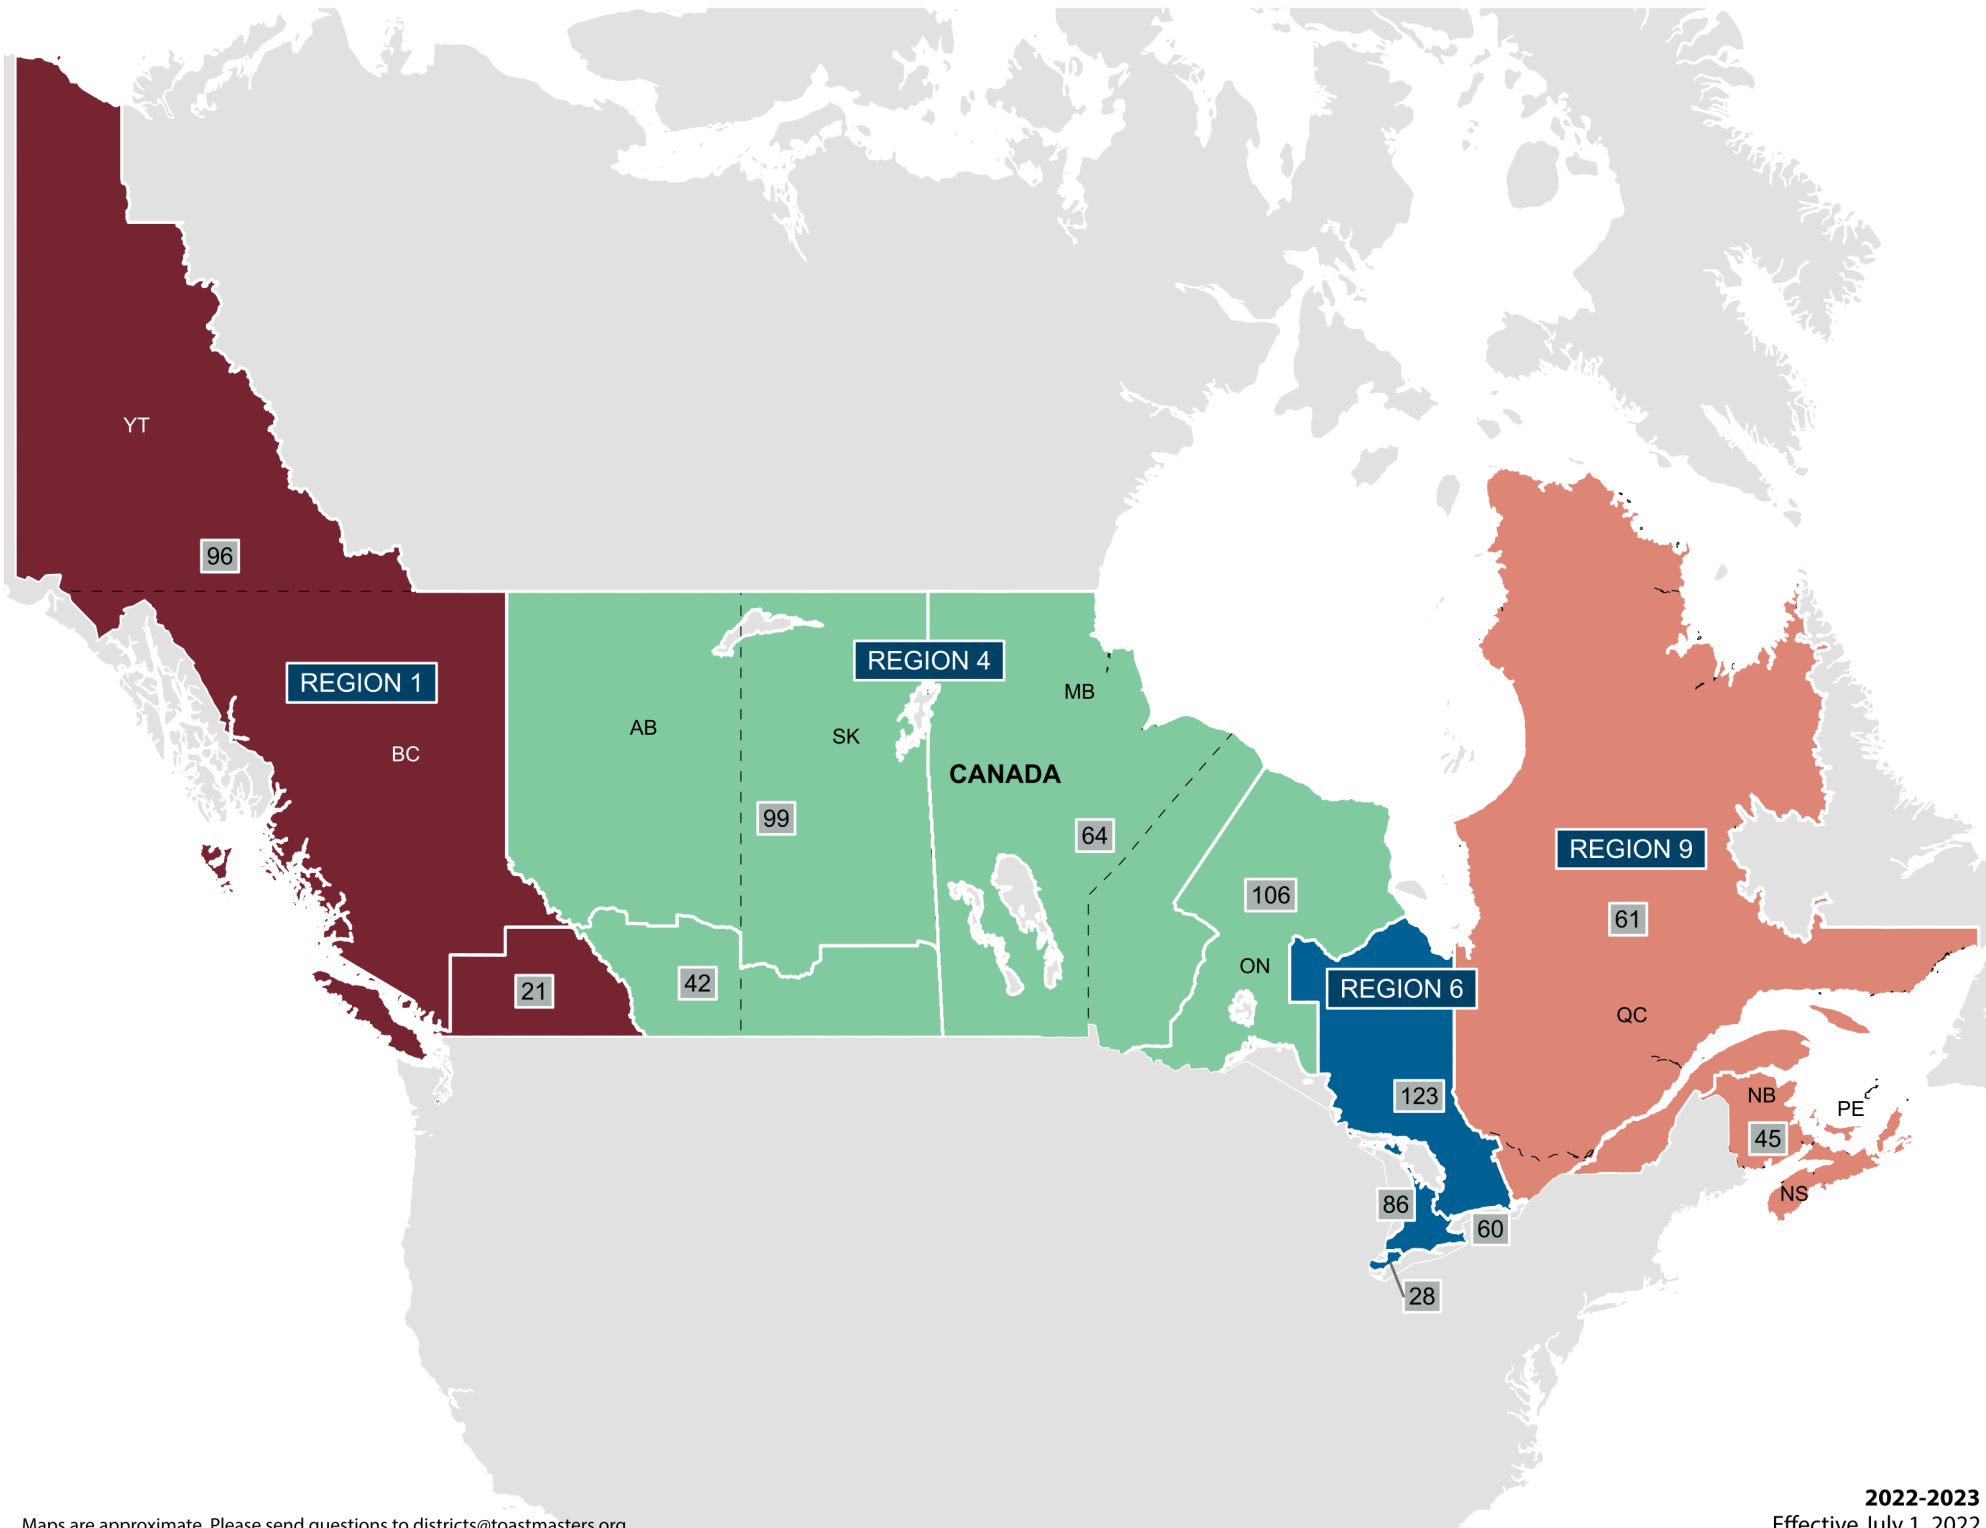 YT
96
REGION 1
BC
21
REGION 4
AB
SK
MB
CANADA
99
64
42
106
ON
REGION 6
123
86
60
28
REGION 9
61
QC
NB
PE
45
NS
2022-2023
Effective July 1, 2022
Maps are approximate. Please send questions to districts@toastmasters.org